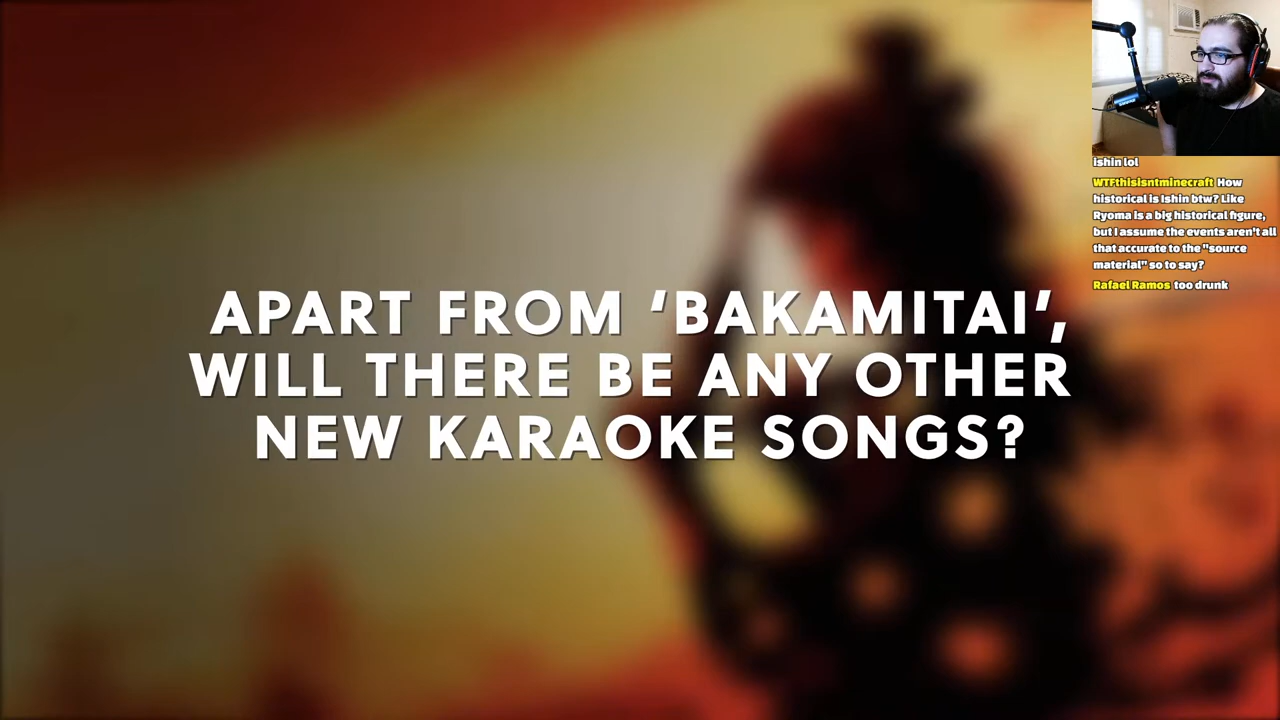 APART FROM ‘BAKAMITAI’,
WILL THERE BE ANY OTHER
NEW KARAOKE SONGS?
ishin lol
WTFthisisntminecraft How
historical is Ishin btw? Like
Ryoma is a big historical figure,
but I assume the events aren't all
that accurate to the "source
material" so to say?
Rafael Ramos too drunk